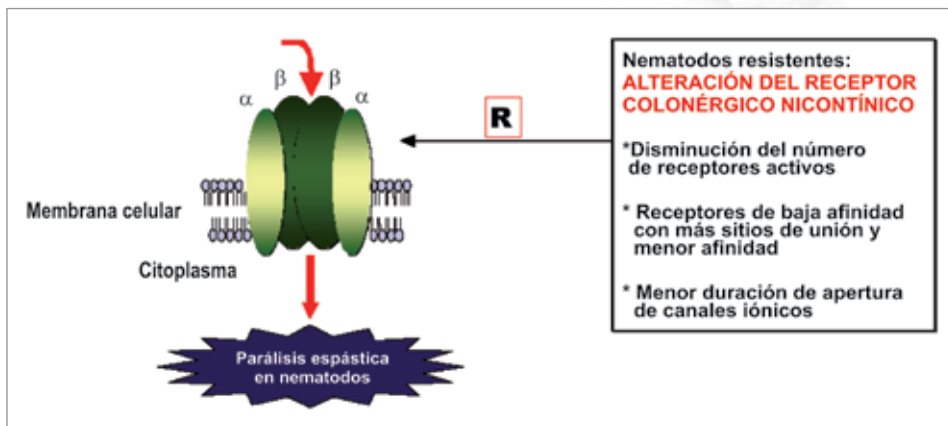 α
β
β
α
Membrana celular
Citoplasma
Parálisis espástica
en nematodos
R
Nematodos resistentes:
ALTERACIÓN DEL RECEPTOR
COLONÉRGICO NICONTÍNICO
*Disminución del número
de receptores activos
* Receptores de baja afinidad
con más sitios de unión y
menor afinidad
* Menor duración de apertura
de canales iónicos